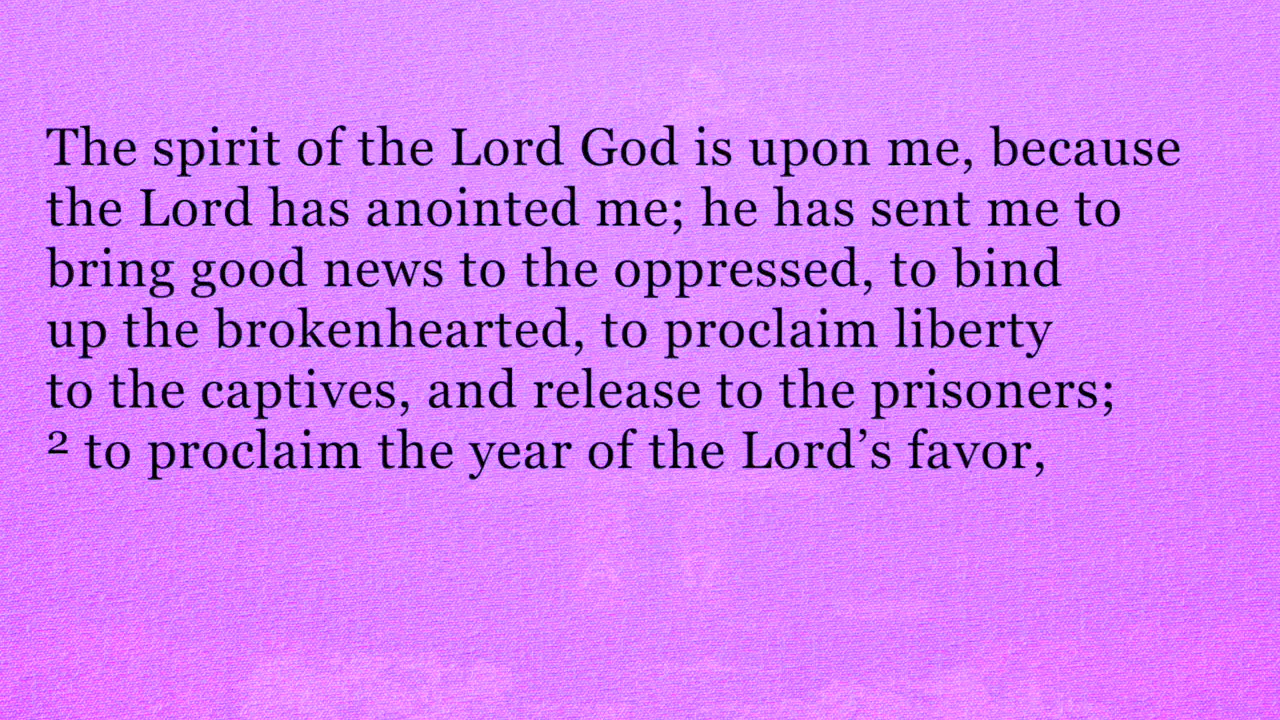 The spirit of the Lord God is upon me, because
the Lord has anointed me; he has sent me to
bring good news to the oppressed, to bind
up the brokenhearted, to proclaim liberty
to the captives, and release to the prisoners;
² to proclaim the year of the Lord’s favor,